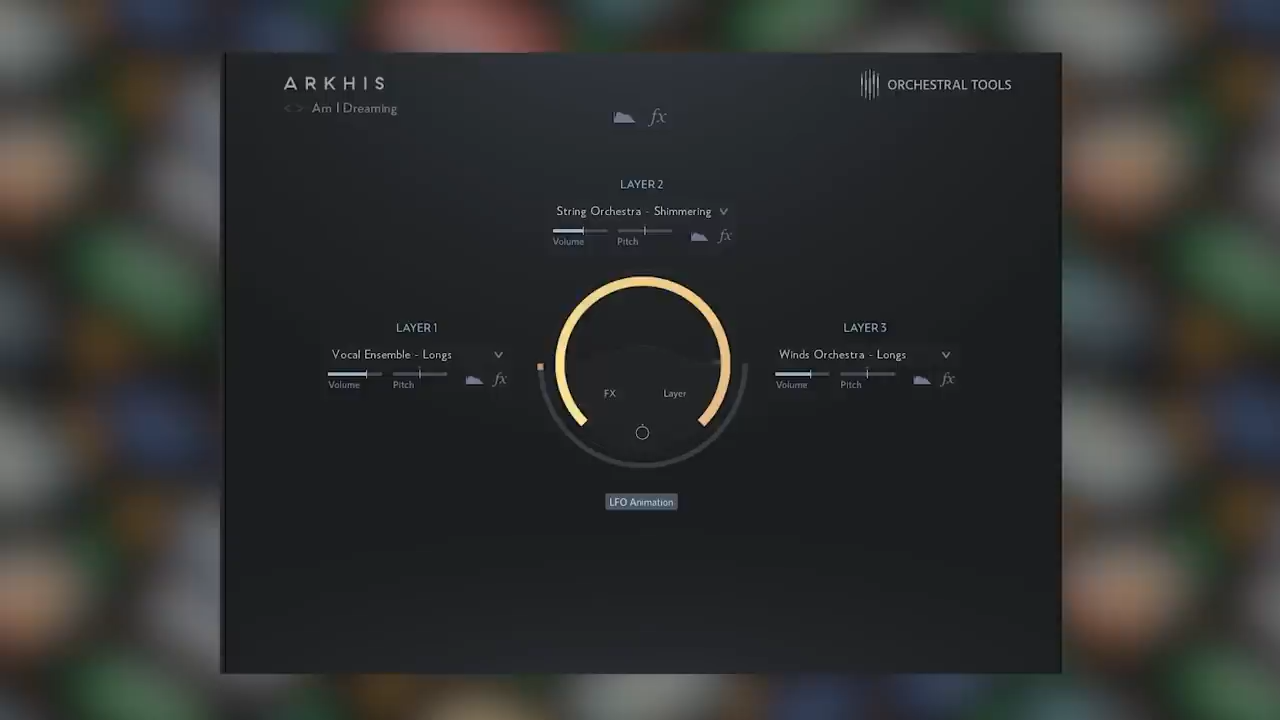 ARKHIS
< > Am I Dreaming
ORCHESTRAL TOOLS
fx
LAYER 2
String Orchestra - Shimmering
Volume Pitch fx
LAYER 1
Vocal Ensemble - Longs
Volume Pitch fx
LAYER 3
Winds Orchestra - Longs
Volume Pitch fx
FX Layer
LFO Animation